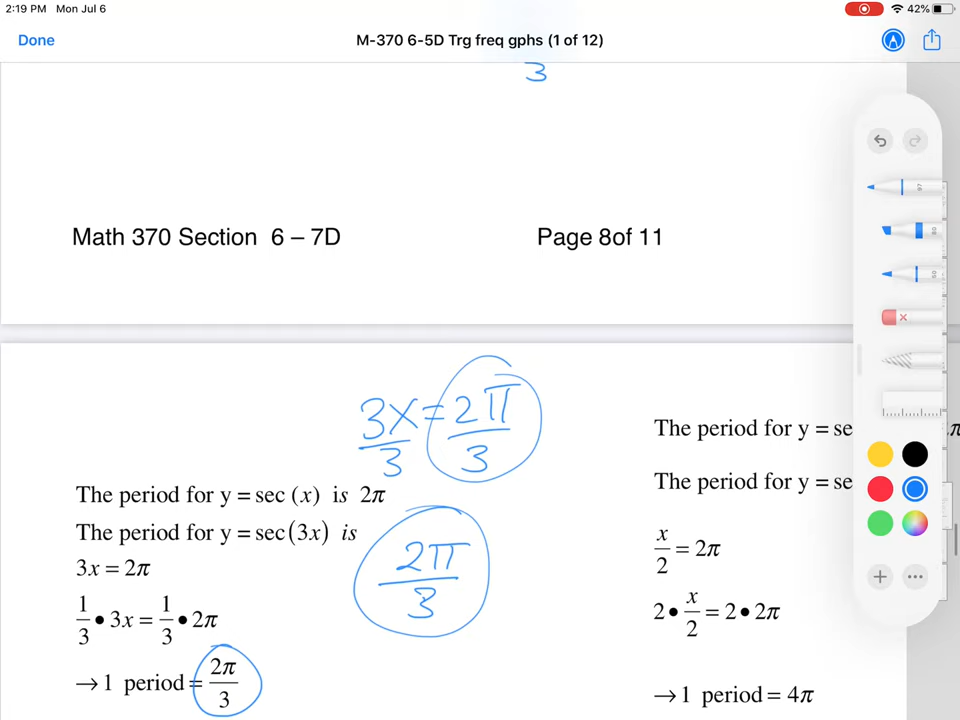 2:19 PM Mon Jul 6
42%
Done
M-370 6-5D Trg freq gphs (1 of 12)
3
Math 370 Section 6 – 7D
Page 8of 11
3x/3 = 2π/3
The period for y = sec (x) is 2π
The period for y = sec(3x) is
2π/3
3x = 2π
1/3 • 3x = 1/3 • 2π
→ 1 period = 2π/3
The period for y = se
π
The period for y = se
x/2 = 2π
2 • x/2 = 2 • 2π
→ 1 period = 4π
97
80
50